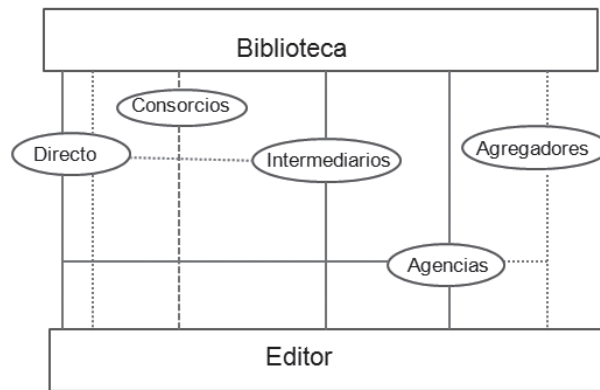 Biblioteca
Consorcios
Directo
Intermediarios
Agregadores
Agencias
Editor